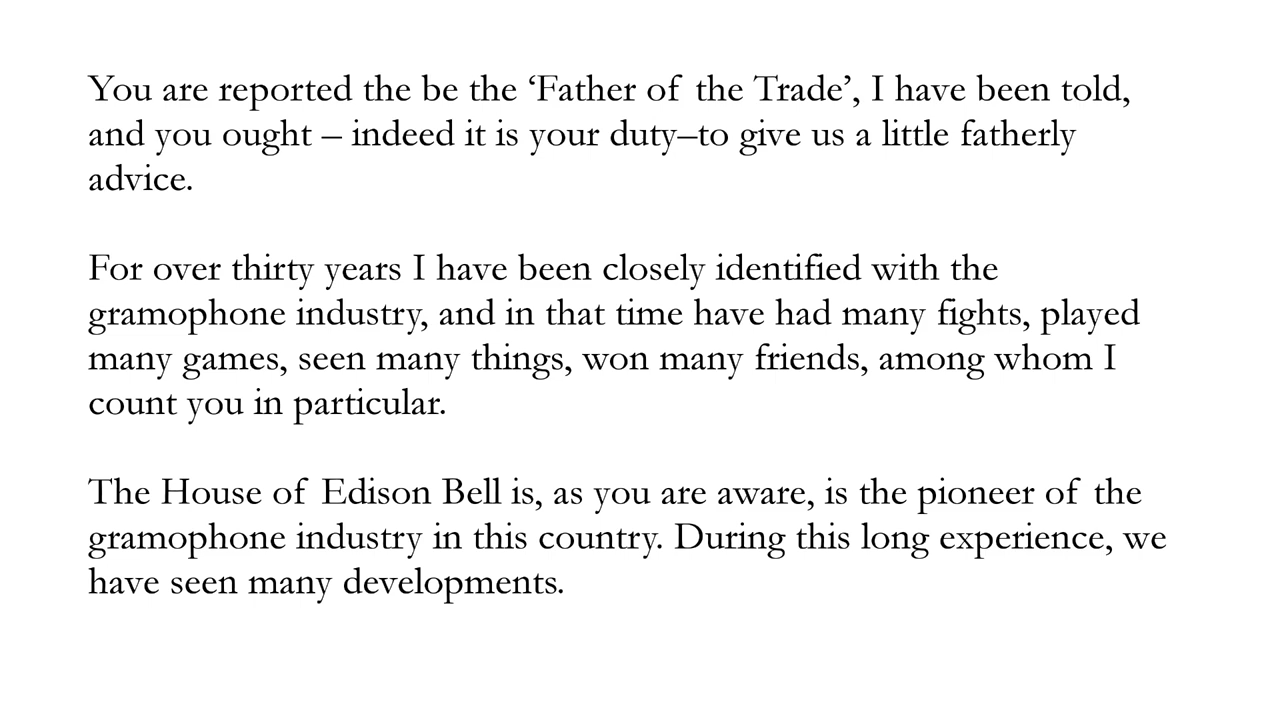 You are reported the be the ‘Father of the Trade’, I have been told,
and you ought – indeed it is your duty–to give us a little fatherly
advice.
For over thirty years I have been closely identified with the
gramophone industry, and in that time have had many fights, played
many games, seen many things, won many friends, among whom I
count you in particular.
The House of Edison Bell is, as you are aware, is the pioneer of the
gramophone industry in this country. During this long experience, we
have seen many developments.